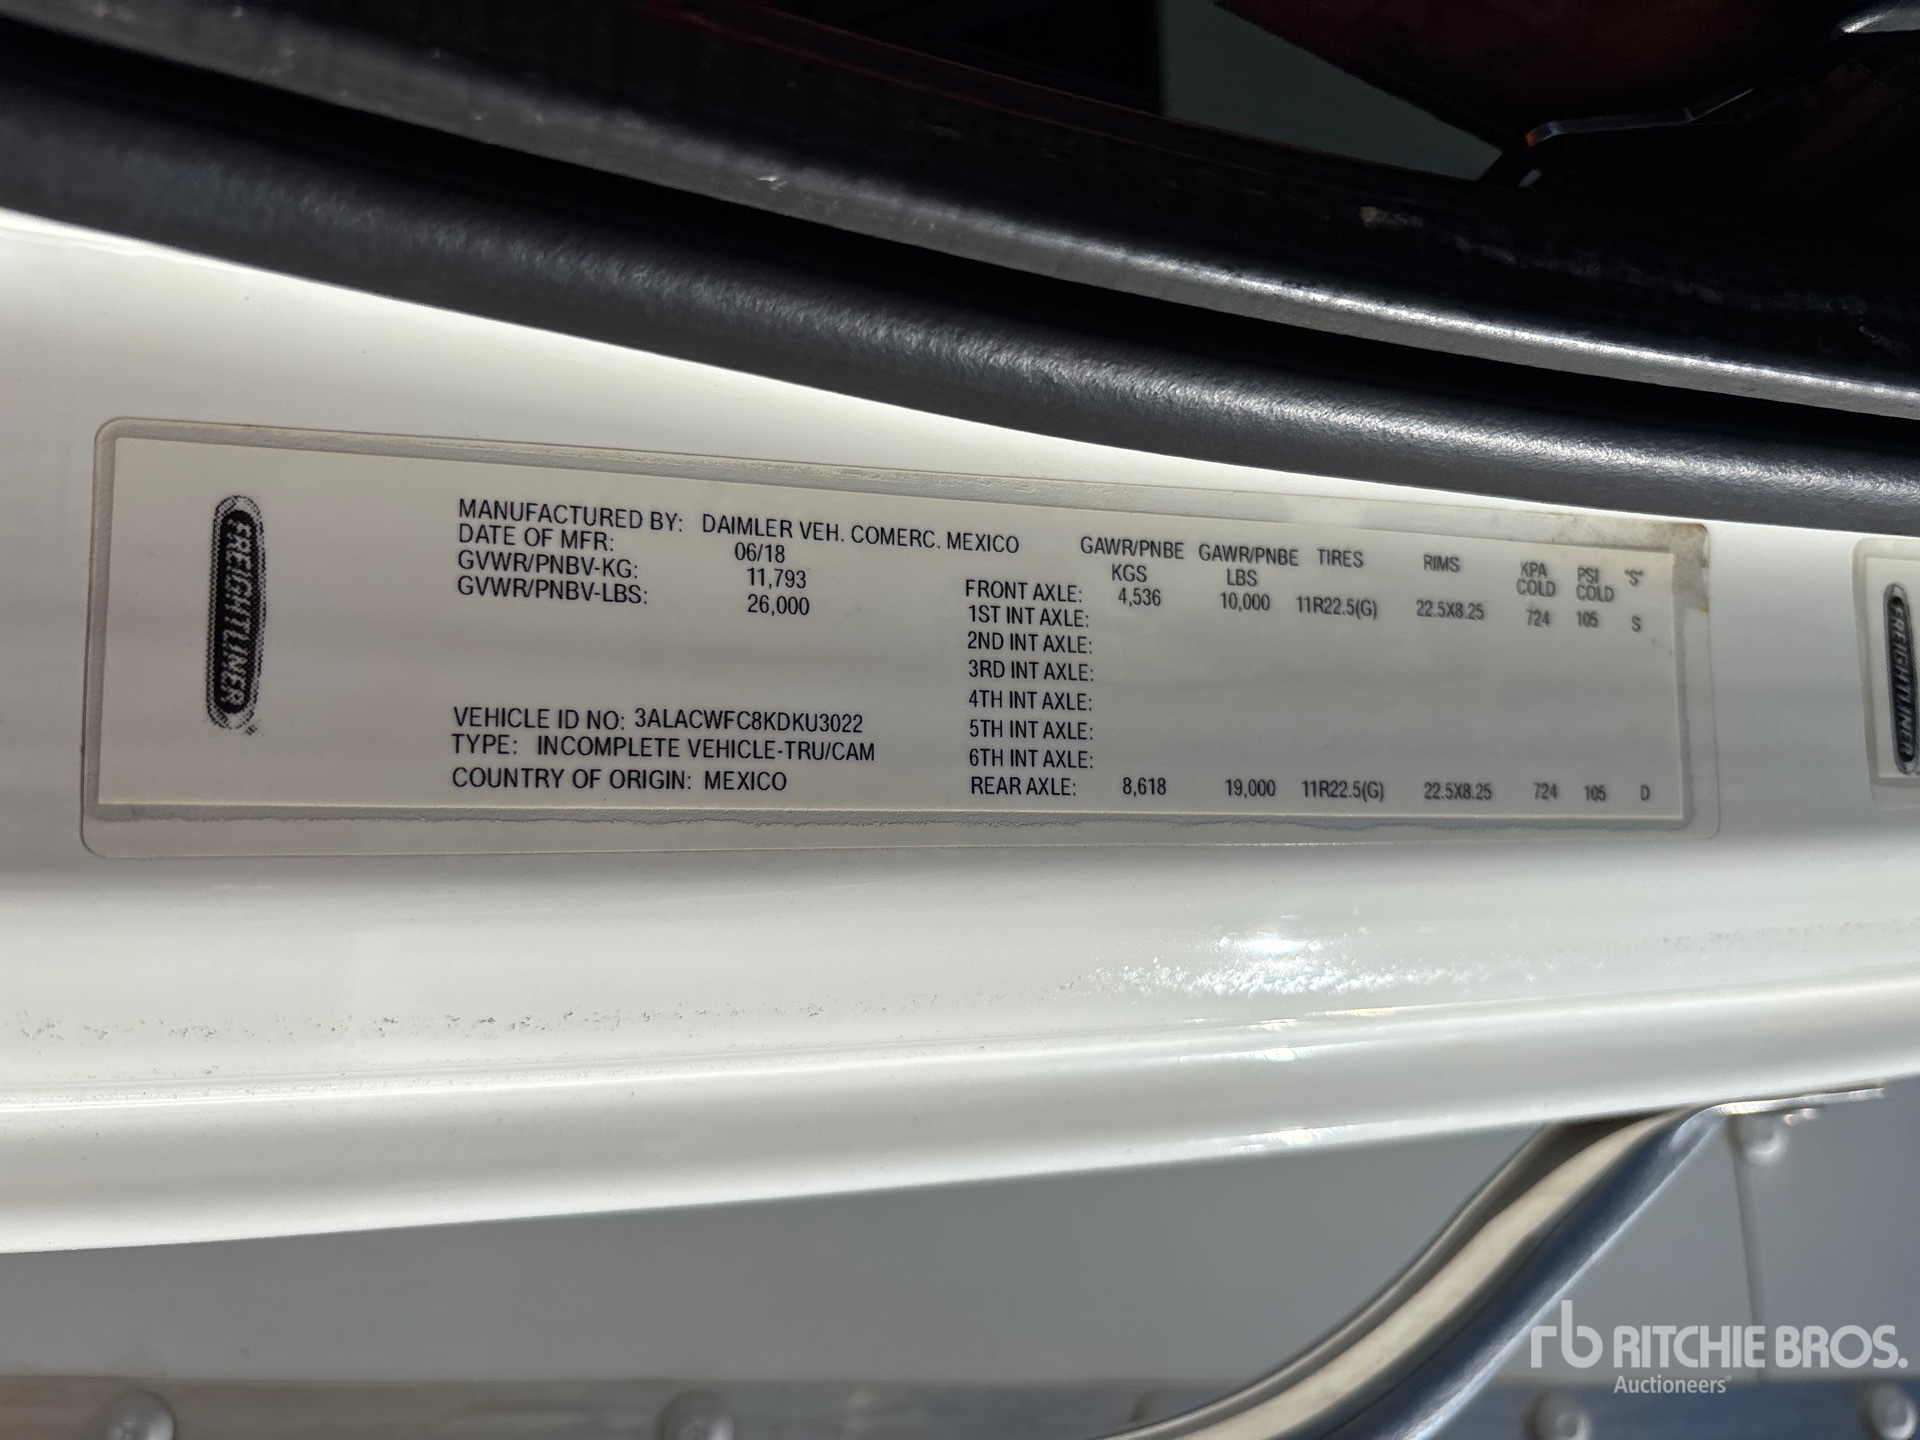 FREIGHTLINER
MANUFACTURED BY: DAIMLER VEH. COMERC. MEXICO
DATE OF MFR: 06/18
GVWR/PNBV-KG: 11,793
GVWR/PNBV-LBS: 26,000
VEHICLE ID NO: 3ALACWFC8KDKU3022
TYPE: INCOMPLETE VEHICLE-TRU/CAM
COUNTRY OF ORIGIN: MEXICO
GAWR/PNBE KGS GAWR/PNBE LBS TIRES RIMS KPA COLD PSI COLD "S"
FRONT AXLE: 4,536 10,000 11R22.5(G) 22.5X8.25 724 105 S
1ST INT AXLE:
2ND INT AXLE:
3RD INT AXLE:
4TH INT AXLE:
5TH INT AXLE:
6TH INT AXLE:
REAR AXLE: 8,618 19,000 11R22.5(G) 22.5X8.25 724 105 D
FREIGHTLINER
rb RITCHIE BROS.
Auctioneers